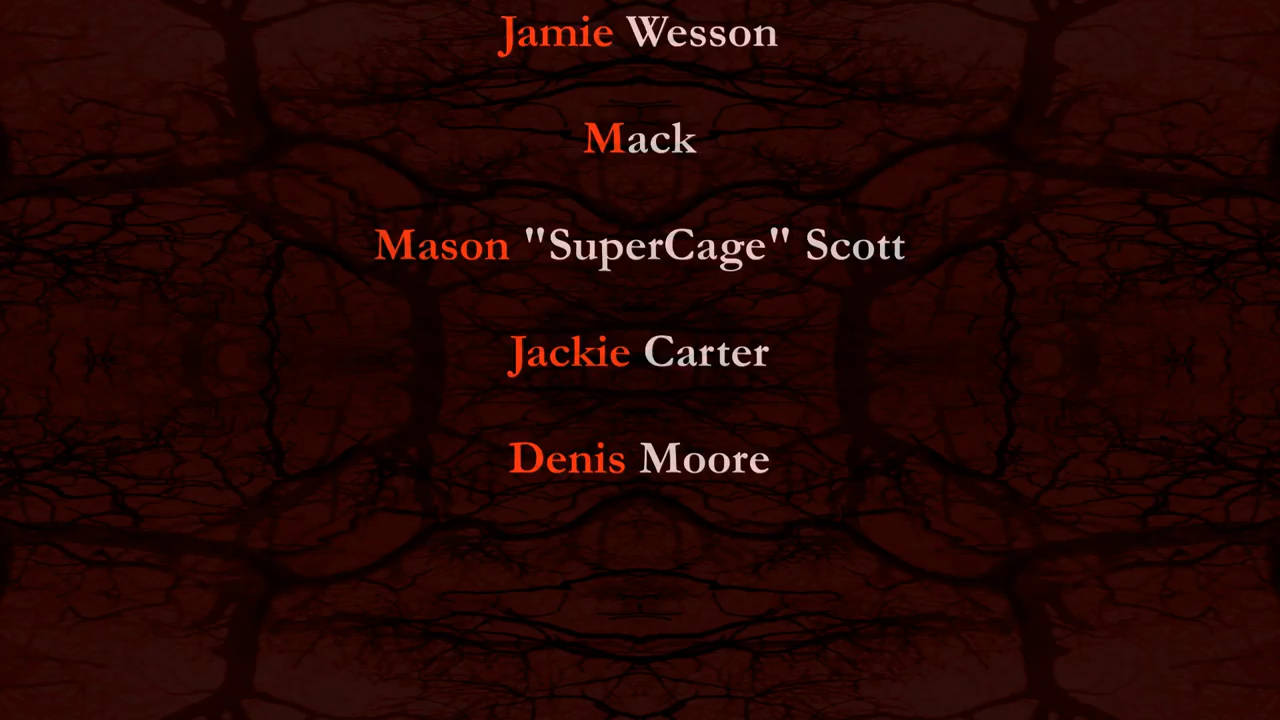 Jamie Wesson
Mack
Mason "SuperCage" Scott
Jackie Carter
Denis Moore